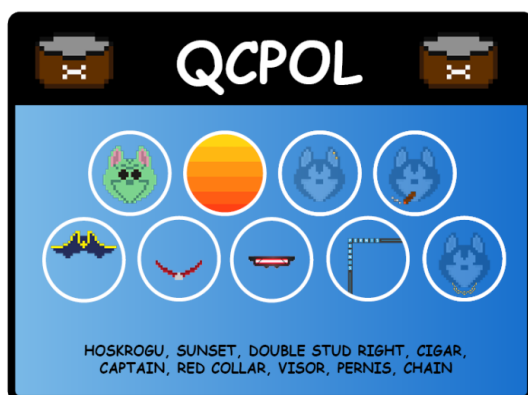 QCPOL
HOSKROGU, SUNSET, DOUBLE STUD RIGHT, CIGAR,
CAPTAIN, RED COLLAR, VISOR, PERNIS, CHAIN